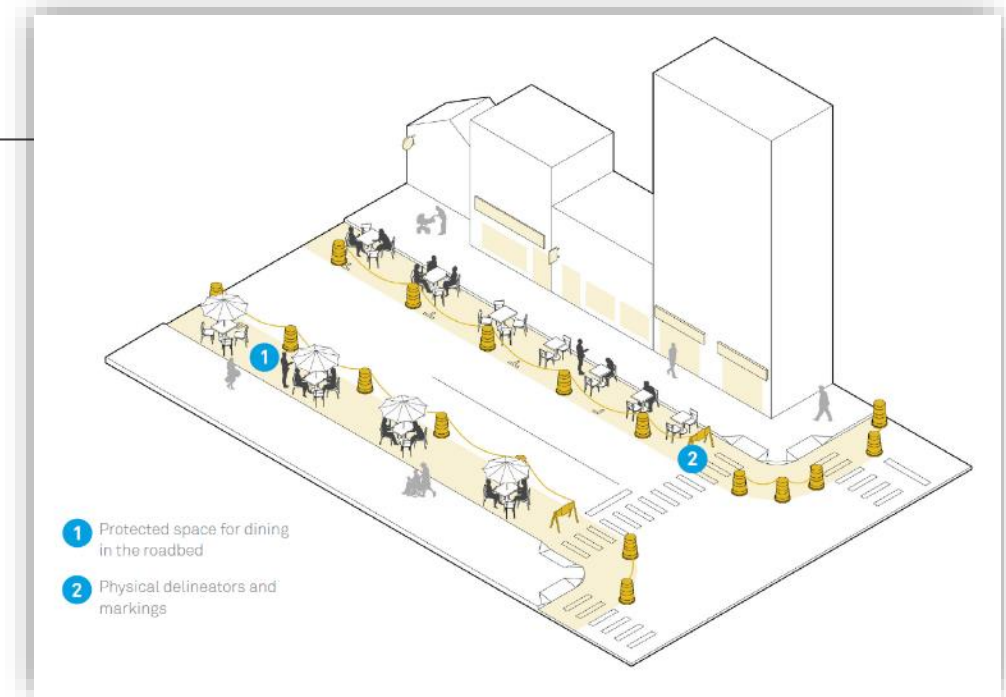 1
2
1 Protected space for dining
in the roadbed
2 Physical delineators and
markings